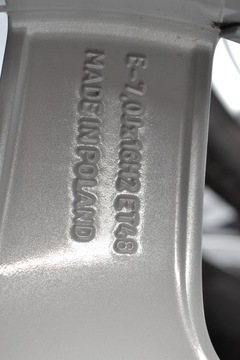 E-7,0Jx16H2 ET48
MADE IN POLAND